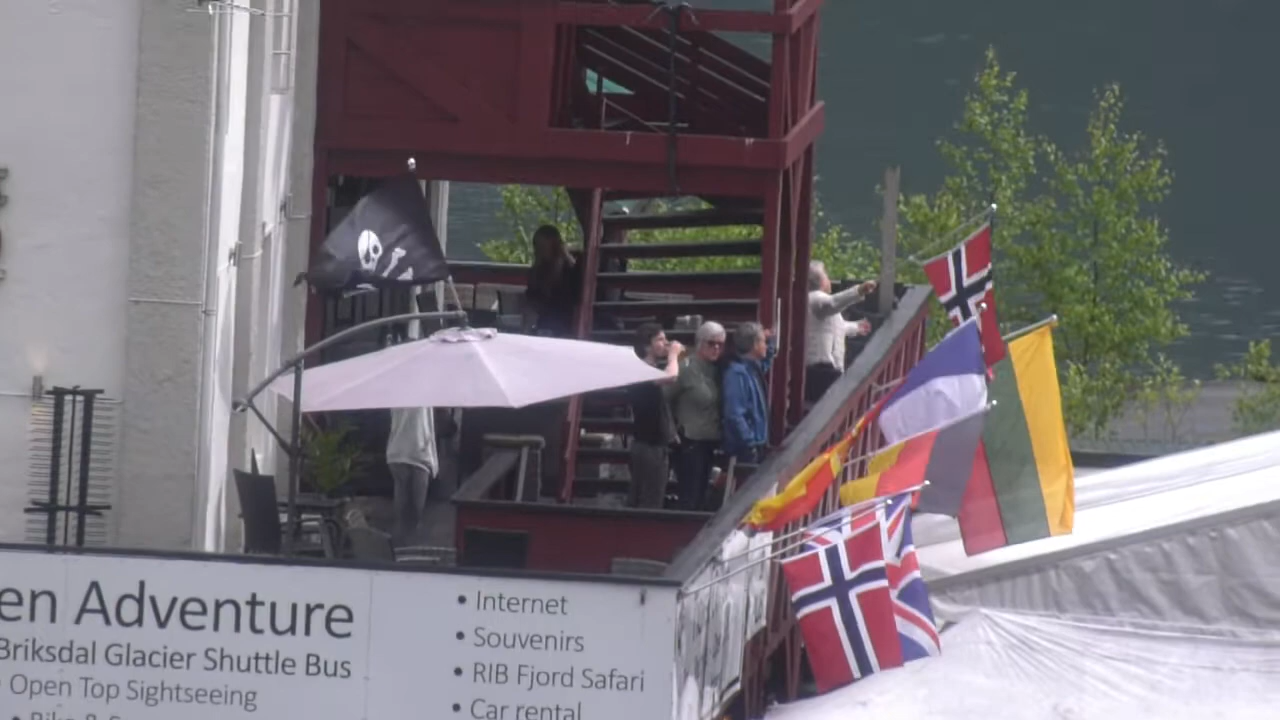 en Adventure
Briksdal Glacier Shuttle Bus
Open Top Sightseeing
• Internet
• Souvenirs
• RIB Fjord Safari
• Car rental